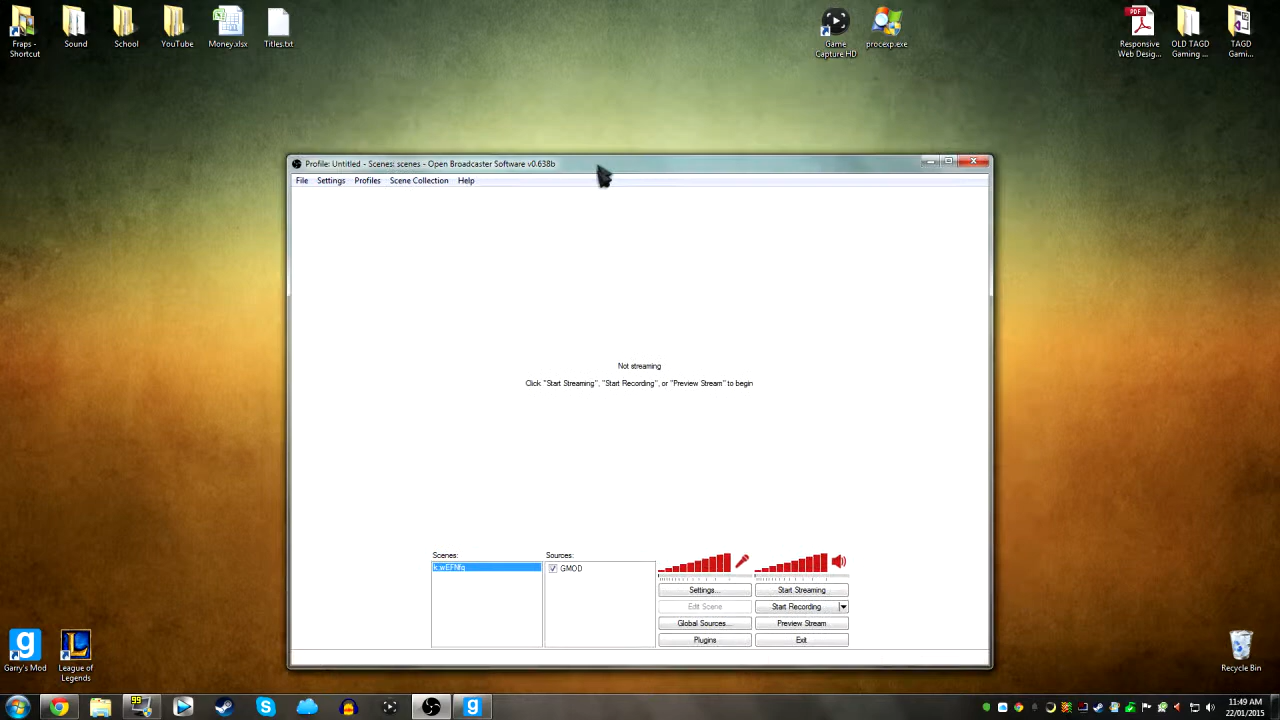 Fraps -
Shortcut
Sound
School
YouTube
Money.xlsx
Titles.txt
Game
Capture HD
procexp.exe
Responsive
Web Desig...
OLD TAGD
Gaming ...
TAGD
Gami...
Profile: Untitled - Scenes: scenes - Open Broadcaster Software v0.638b
File Settings Profiles Scene Collection Help
Not streaming
Click "Start Streaming", "Start Recording", or "Preview Stream" to begin
Scenes:
Sources:
k;wEFNfq
GMOD
Settings...
Start Streaming
Edit Scene
Start Recording
Global Sources...
Preview Stream
Plugins
Exit
Garry's Mod
League of
Legends
Recycle Bin
99
11:49 AM
22/01/2015